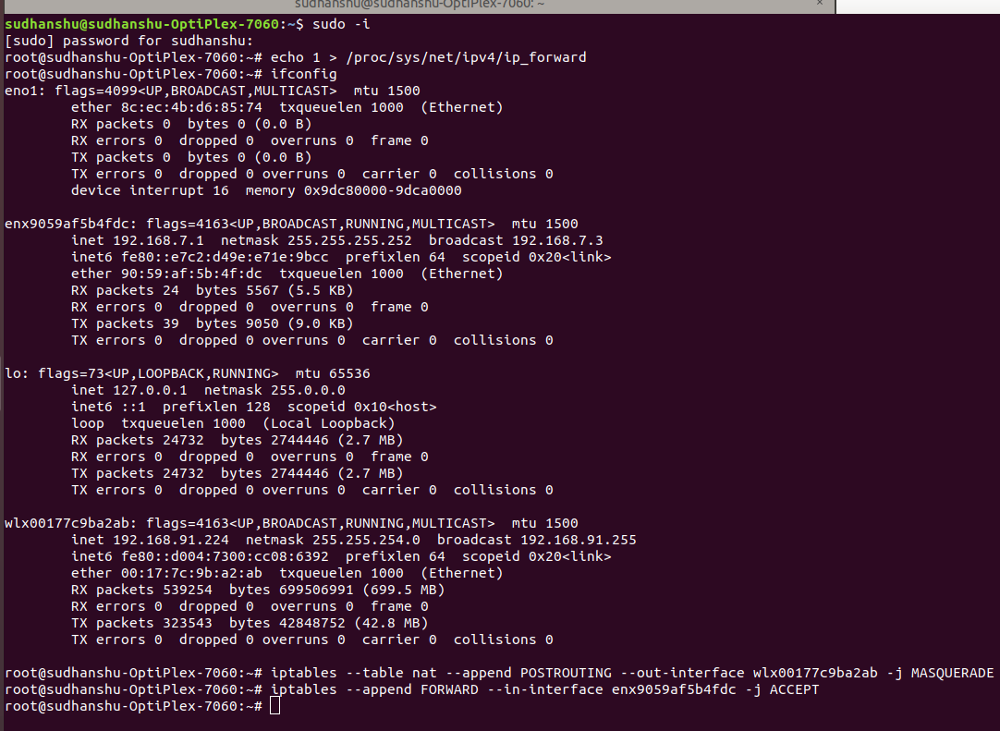 sudhanshu@sudhanshu-OptiPlex-7060: ~ ×
sudhanshu@sudhanshu-OptiPlex-7060:~$ sudo -i
[sudo] password for sudhanshu:
root@sudhanshu-OptiPlex-7060:~# echo 1 > /proc/sys/net/ipv4/ip_forward
root@sudhanshu-OptiPlex-7060:~# ifconfig
eno1: flags=4099<UP,BROADCAST,MULTICAST>  mtu 1500
        ether 8c:ec:4b:d6:85:74  txqueuelen 1000  (Ethernet)
        RX packets 0  bytes 0 (0.0 B)
        RX errors 0  dropped 0  overruns 0  frame 0
        TX packets 0  bytes 0 (0.0 B)
        TX errors 0  dropped 0 overruns 0  carrier 0  collisions 0
        device interrupt 16  memory 0x9dc80000-9dca0000

enx9059af5b4fdc: flags=4163<UP,BROADCAST,RUNNING,MULTICAST>  mtu 1500
        inet 192.168.7.1  netmask 255.255.255.252  broadcast 192.168.7.3
        inet6 fe80::e7c2:d49e:e71e:9bcc  prefixlen 64  scopeid 0x20<link>
        ether 90:59:af:5b:4f:dc  txqueuelen 1000  (Ethernet)
        RX packets 24  bytes 5567 (5.5 KB)
        RX errors 0  dropped 0  overruns 0  frame 0
        TX packets 39  bytes 9050 (9.0 KB)
        TX errors 0  dropped 0 overruns 0  carrier 0  collisions 0

lo: flags=73<UP,LOOPBACK,RUNNING>  mtu 65536
        inet 127.0.0.1  netmask 255.0.0.0
        inet6 ::1  prefixlen 128  scopeid 0x10<host>
        loop  txqueuelen 1000  (Local Loopback)
        RX packets 24732  bytes 2744446 (2.7 MB)
        RX errors 0  dropped 0  overruns 0  frame 0
        TX packets 24732  bytes 2744446 (2.7 MB)
        TX errors 0  dropped 0 overruns 0  carrier 0  collisions 0

wlx00177c9ba2ab: flags=4163<UP,BROADCAST,RUNNING,MULTICAST>  mtu 1500
        inet 192.168.91.224  netmask 255.255.254.0  broadcast 192.168.91.255
        inet6 fe80::d004:7300:cc08:6392  prefixlen 64  scopeid 0x20<link>
        ether 00:17:7c:9b:a2:ab  txqueuelen 1000  (Ethernet)
        RX packets 539254  bytes 699506991 (699.5 MB)
        RX errors 0  dropped 0  overruns 0  frame 0
        TX packets 323543  bytes 42848752 (42.8 MB)
        TX errors 0  dropped 0 overruns 0  carrier 0  collisions 0

root@sudhanshu-OptiPlex-7060:~# iptables --table nat --append POSTROUTING --out-interface wlx00177c9ba2ab -j MASQUERADE
root@sudhanshu-OptiPlex-7060:~# iptables --append FORWARD --in-interface enx9059af5b4fdc -j ACCEPT
root@sudhanshu-OptiPlex-7060:~#